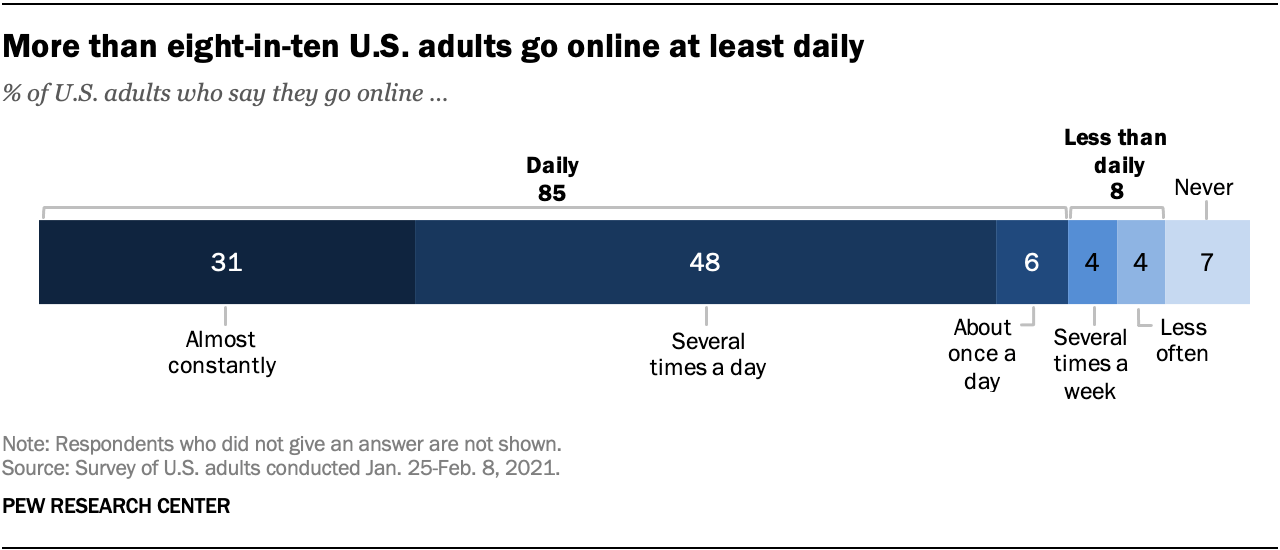 More than eight-in-ten U.S. adults go online at least daily
% of U.S. adults who say they go online ...
Daily
85
Less than
daily
8
Never
31
48
6
4
4
7
Almost
constantly
Several
times a day
About
once a
day
Several
times a
week
Less
often
Note: Respondents who did not give an answer are not shown.
Source: Survey of U.S. adults conducted Jan. 25-Feb. 8, 2021.
PEW RESEARCH CENTER